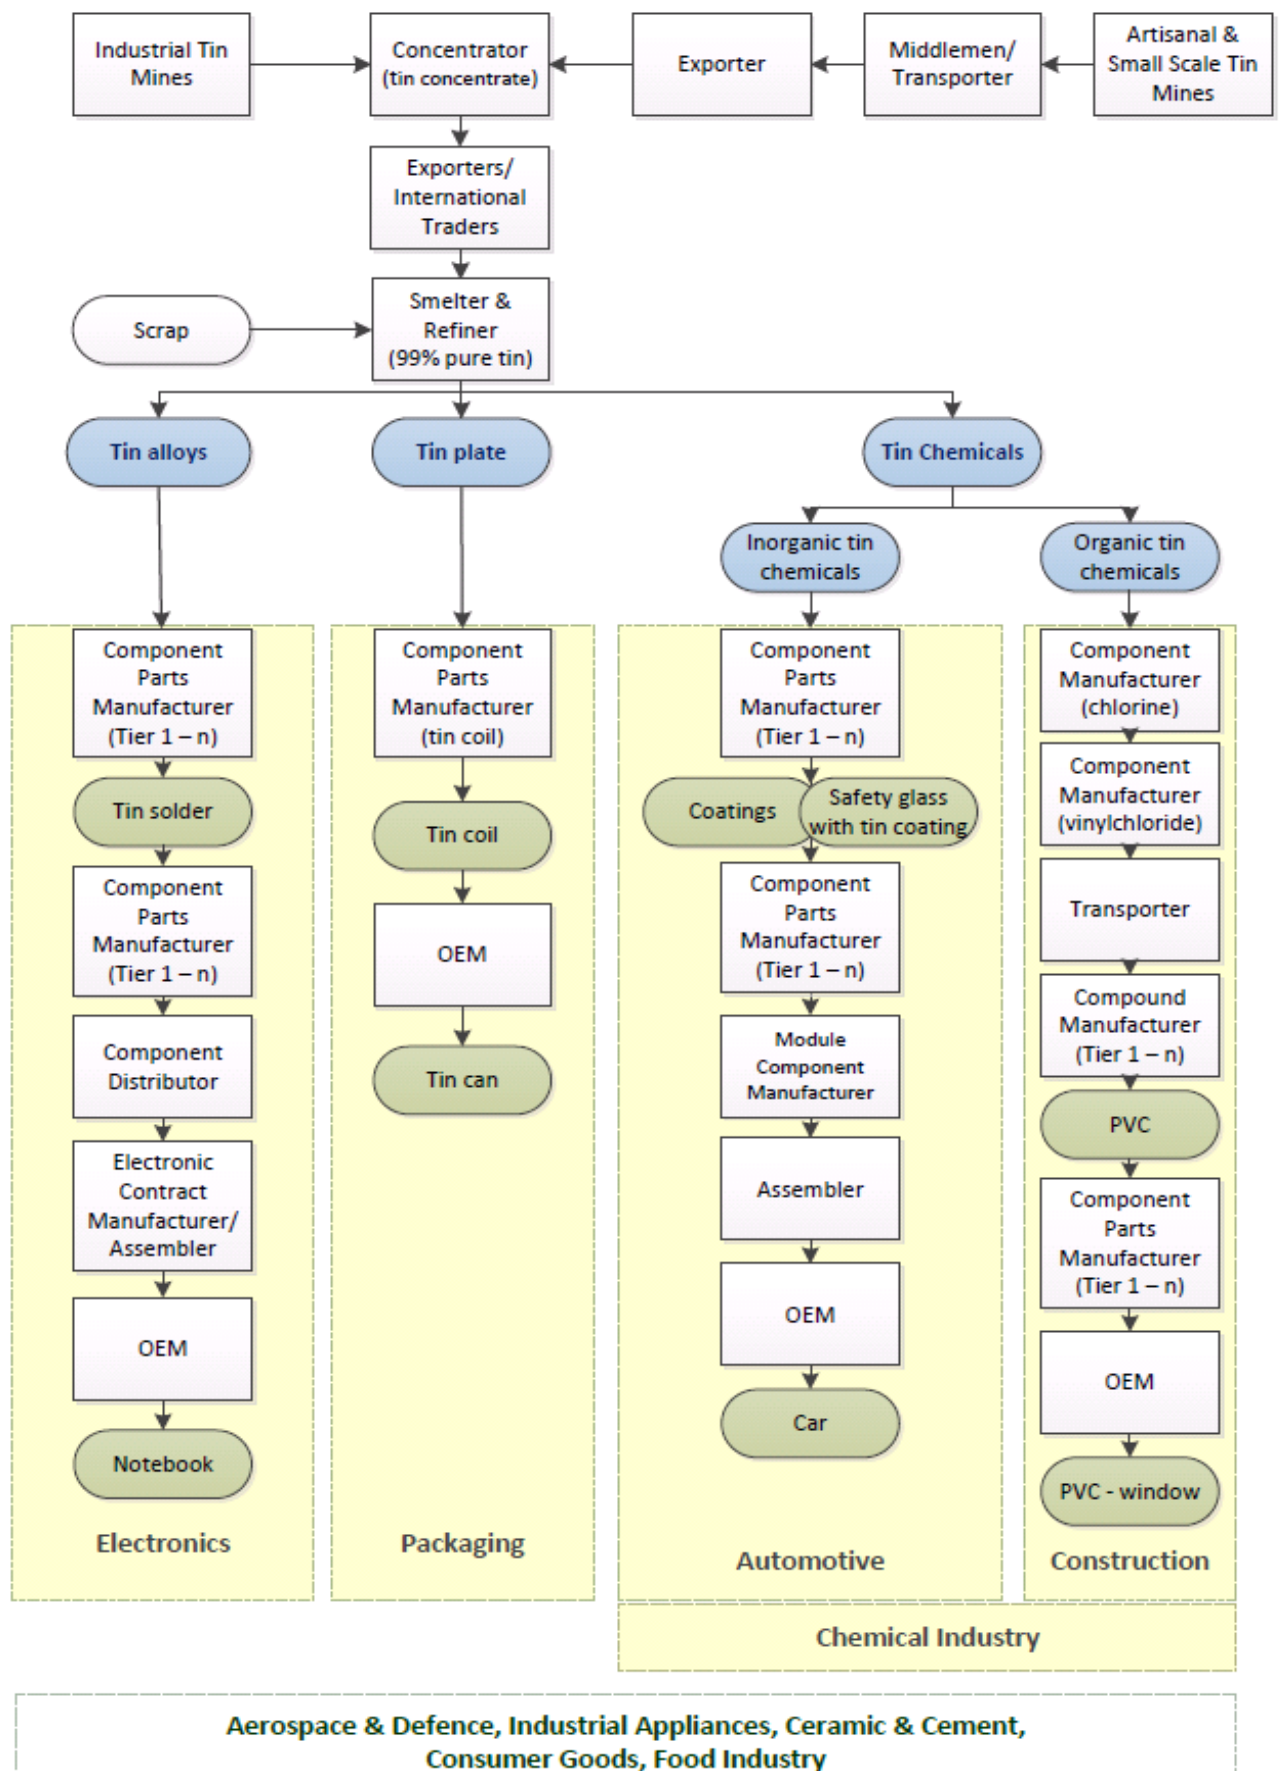 Industrial Tin
Mines
Concentrator
(tin concentrate)
Exporter
Middlemen/
Transporter
Artisanal &
Small Scale Tin
Mines
Exporters/
International
Traders
Scrap
Smelter &
Refiner
(99% pure tin)
Tin alloys
Tin plate
Tin Chemicals
Inorganic tin
chemicals
Organic tin
chemicals
Component
Parts
Manufacturer
(Tier 1 – n)
Tin solder
Component
Parts
Manufacturer
(Tier 1 – n)
Component
Distributor
Electronic
Contract
Manufacturer/
Assembler
OEM
Notebook
Electronics
Component
Parts
Manufacturer
(tin coil)
Tin coil
OEM
Tin can
Packaging
Component
Parts
Manufacturer
(Tier 1 – n)
Coatings
Safety glass
with tin coating
Component
Parts
Manufacturer
(Tier 1 – n)
Module
Component
Manufacturer
Assembler
OEM
Car
Automotive
Component
Manufacturer
(chlorine)
Component
Manufacturer
(vinylchloride)
Transporter
Compound
Manufacturer
(Tier 1 – n)
PVC
Component
Parts
Manufacturer
(Tier 1 – n)
OEM
PVC - window
Construction
Chemical Industry
Aerospace & Defence, Industrial Appliances, Ceramic & Cement,
Consumer Goods, Food Industry